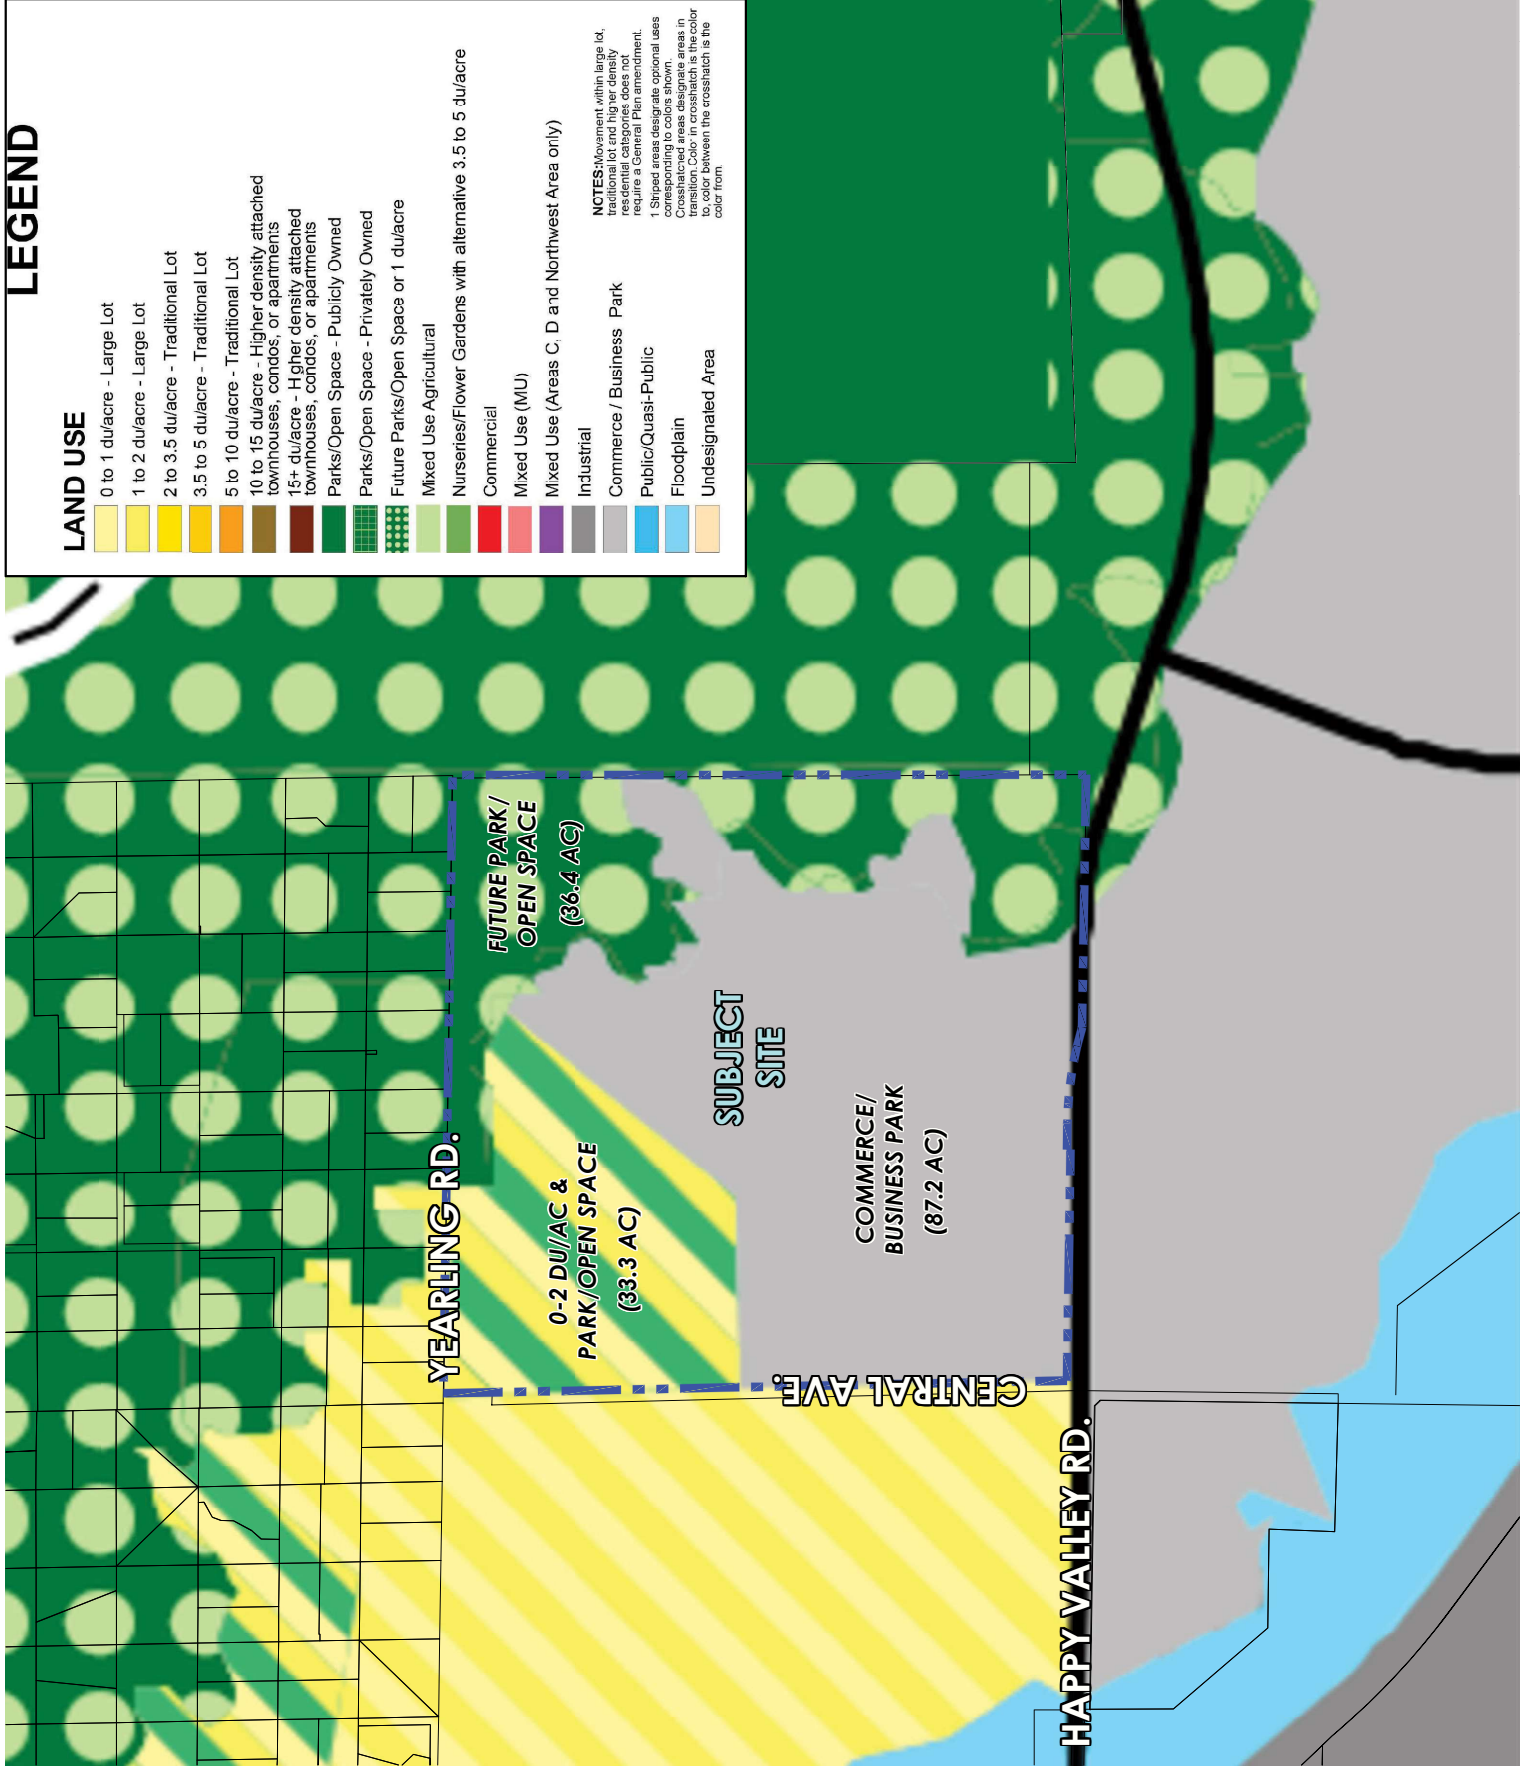 LEGEND
LAND USE
0 to 1 du/acre - Large Lot
1 to 2 du/acre - Large Lot
2 to 3.5 du/acre - Traditional Lot
3.5 to 5 du/acre - Traditional Lot
5 to 10 du/acre - Traditional Lot
10 to 15 du/acre - Higher density attached
townhouses, condos, or apartments
15+ du/acre - Higher density attached
townhouses, condos, or apartments
Parks/Open Space - Publicly Owned
Parks/Open Space - Privately Owned
Future Parks/Open Space or 1 du/acre
Mixed Use Agricultural
Nurseries/Flower Gardens with alternative 3.5 to 5 du/acre
Commercial
Mixed Use (MU)
Mixed Use (Areas C, D and Northwest Area only)
Industrial
Commerce / Business Park
Public/Quasi-Public
Floodplain
Undesignated Area
NOTES:Movement within large lot,
traditional lot and higher density
residential categories does not
require a General Plan amendment.
1 Striped areas designate optional uses
corresponding to colors shown.
Crosshatched areas designate areas in
transition.Color in crosshatch is the color
to, color between the crosshatch is the
color from
FUTURE PARK/
OPEN SPACE
(36.4 AC)
YEARLING RD.
0-2 DU/AC &
PARK/OPEN SPACE
(33.3 AC)
SUBJECT
SITE
COMMERCE/
BUSINESS PARK
(87.2 AC)
CENTRAL AVE.
HAPPY VALLEY RD.